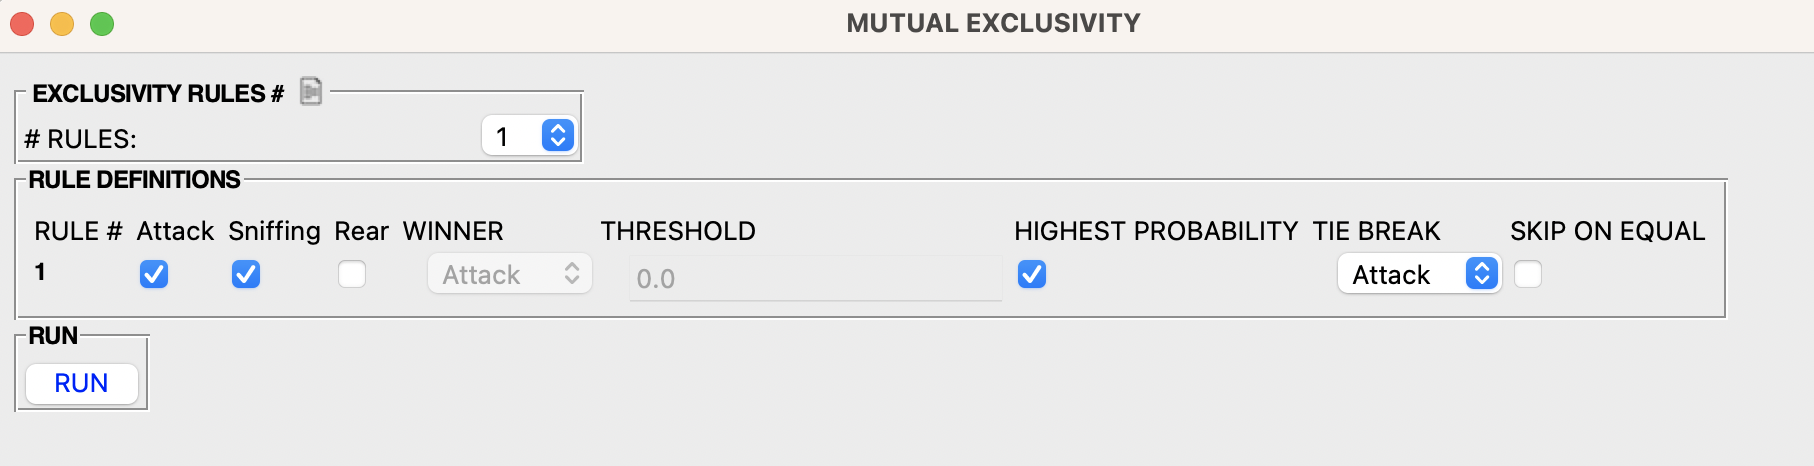 MUTUAL EXCLUSIVITY
EXCLUSIVITY RULES #
# RULES: 1
RULE DEFINITIONS
RULE # Attack Sniffing Rear WINNER THRESHOLD HIGHEST PROBABILITY TIE BREAK SKIP ON EQUAL
1 Attack 0.0 Attack
RUN
RUN